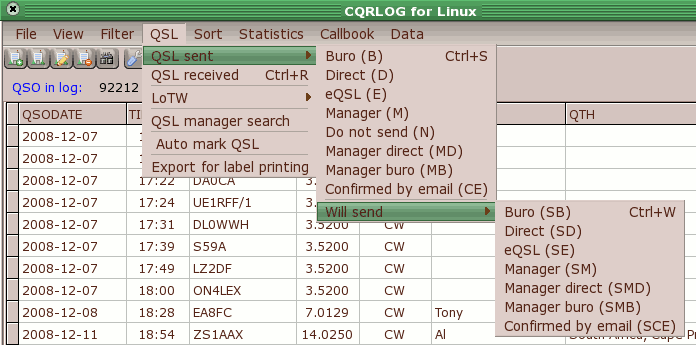 CQRLOG for Linux
File View Filter QSL Sort Statistics Callbook Data
QSL sent
QSL received Ctrl+R
LoTW
QSL manager search
Auto mark QSL
Export for label printing
Buro (B) Ctrl+S
Direct (D)
eQSL (E)
Manager (M)
Do not send (N)
Manager direct (MD)
Manager buro (MB)
Confirmed by email (CE)
Will send
Buro (SB) Ctrl+W
Direct (SD)
eQSL (SE)
Manager (SM)
Manager direct (SMD)
Manager buro (SMB)
Confirmed by email (SCE)
QSO in log: 92212
QSODATE QTH
2008-12-07
2008-12-07
2008-12-07 17:22 DA0CA
2008-12-07 17:24 UE1RFF/1
2008-12-07 17:31 DL0WWH 3.5200 CW
2008-12-07 17:39 S59A 3.5200 CW
2008-12-07 17:49 LZ2DF 3.5200 CW
2008-12-07 18:00 ON4LEX 3.5200 CW
2008-12-08 18:28 EA8FC 7.0129 CW Tony
2008-12-11 18:54 ZS1AAX 14.0250 CW Al